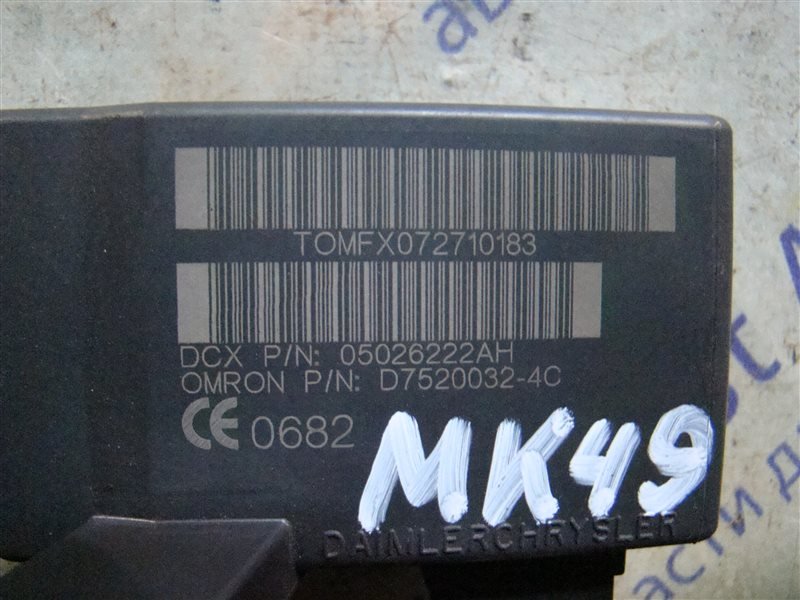 TOMFX072710183
DCX P/N: 05026222AH
OMRON P/N: D7520032-4C
CE 0682
MK49
DAIMLERCHRYSLER